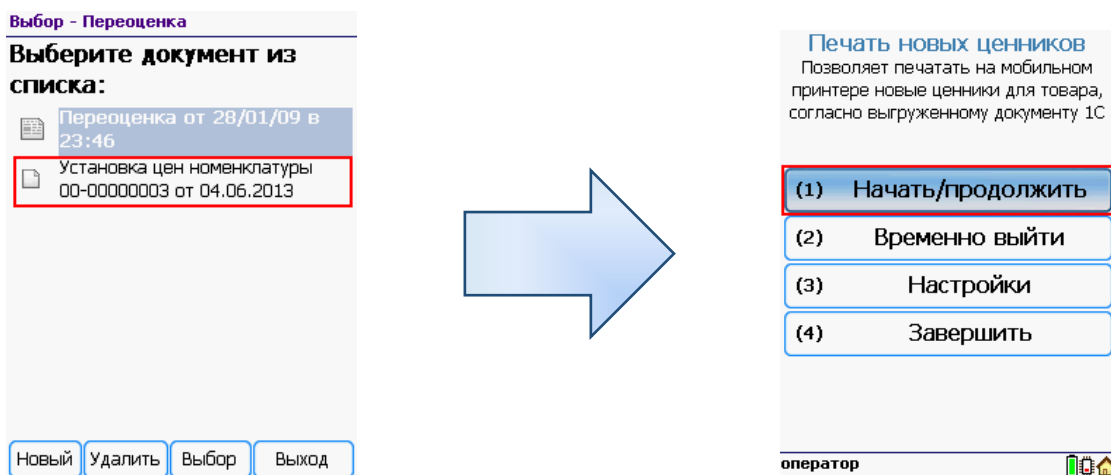 Выбор - Переоценка
Выберите документ из
списка:
Переоценка от 28/01/09 в
23:46
Установка цен номенклатуры
00-00000003 от 04.06.2013
Новый Удалить Выбор Выход
Печать новых ценников
Позволяет печатать на мобильном
принтере новые ценники для товара,
согласно выгруженному документу 1С
(1) Начать/продолжить
(2) Временно выйти
(3) Настройки
(4) Завершить
оператор